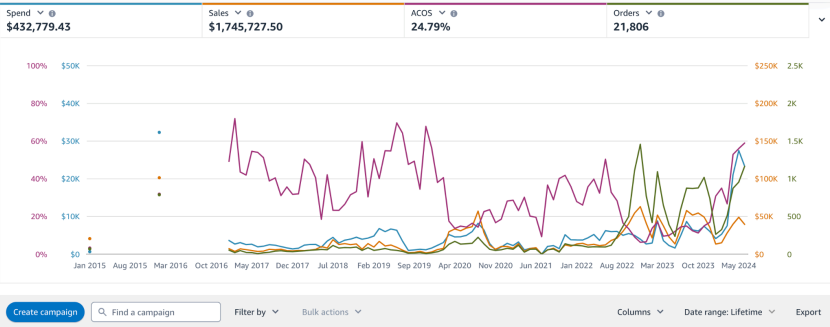 Spend Sales ACOS Orders
$432,779.43 $1,745,727.50 24.79% 21,806
100% $50K $250K 2.5K
80% $40K $200K 2K
60% $30K $150K 1.5K
40% $20K $100K 1K
20% $10K $50K 500
0% $0 $0 0
Jan 2015 Aug 2015 Mar 2016 Oct 2016 May 2017 Dec 2017 Jul 2018 Feb 2019 Sep 2019 Apr 2020 Nov 2020 Jun 2021 Jan 2022 Aug 2022 Mar 2023 Oct 2023 May 2024
Create campaign Find a campaign Filter by Bulk actions Columns Date range: Lifetime Export